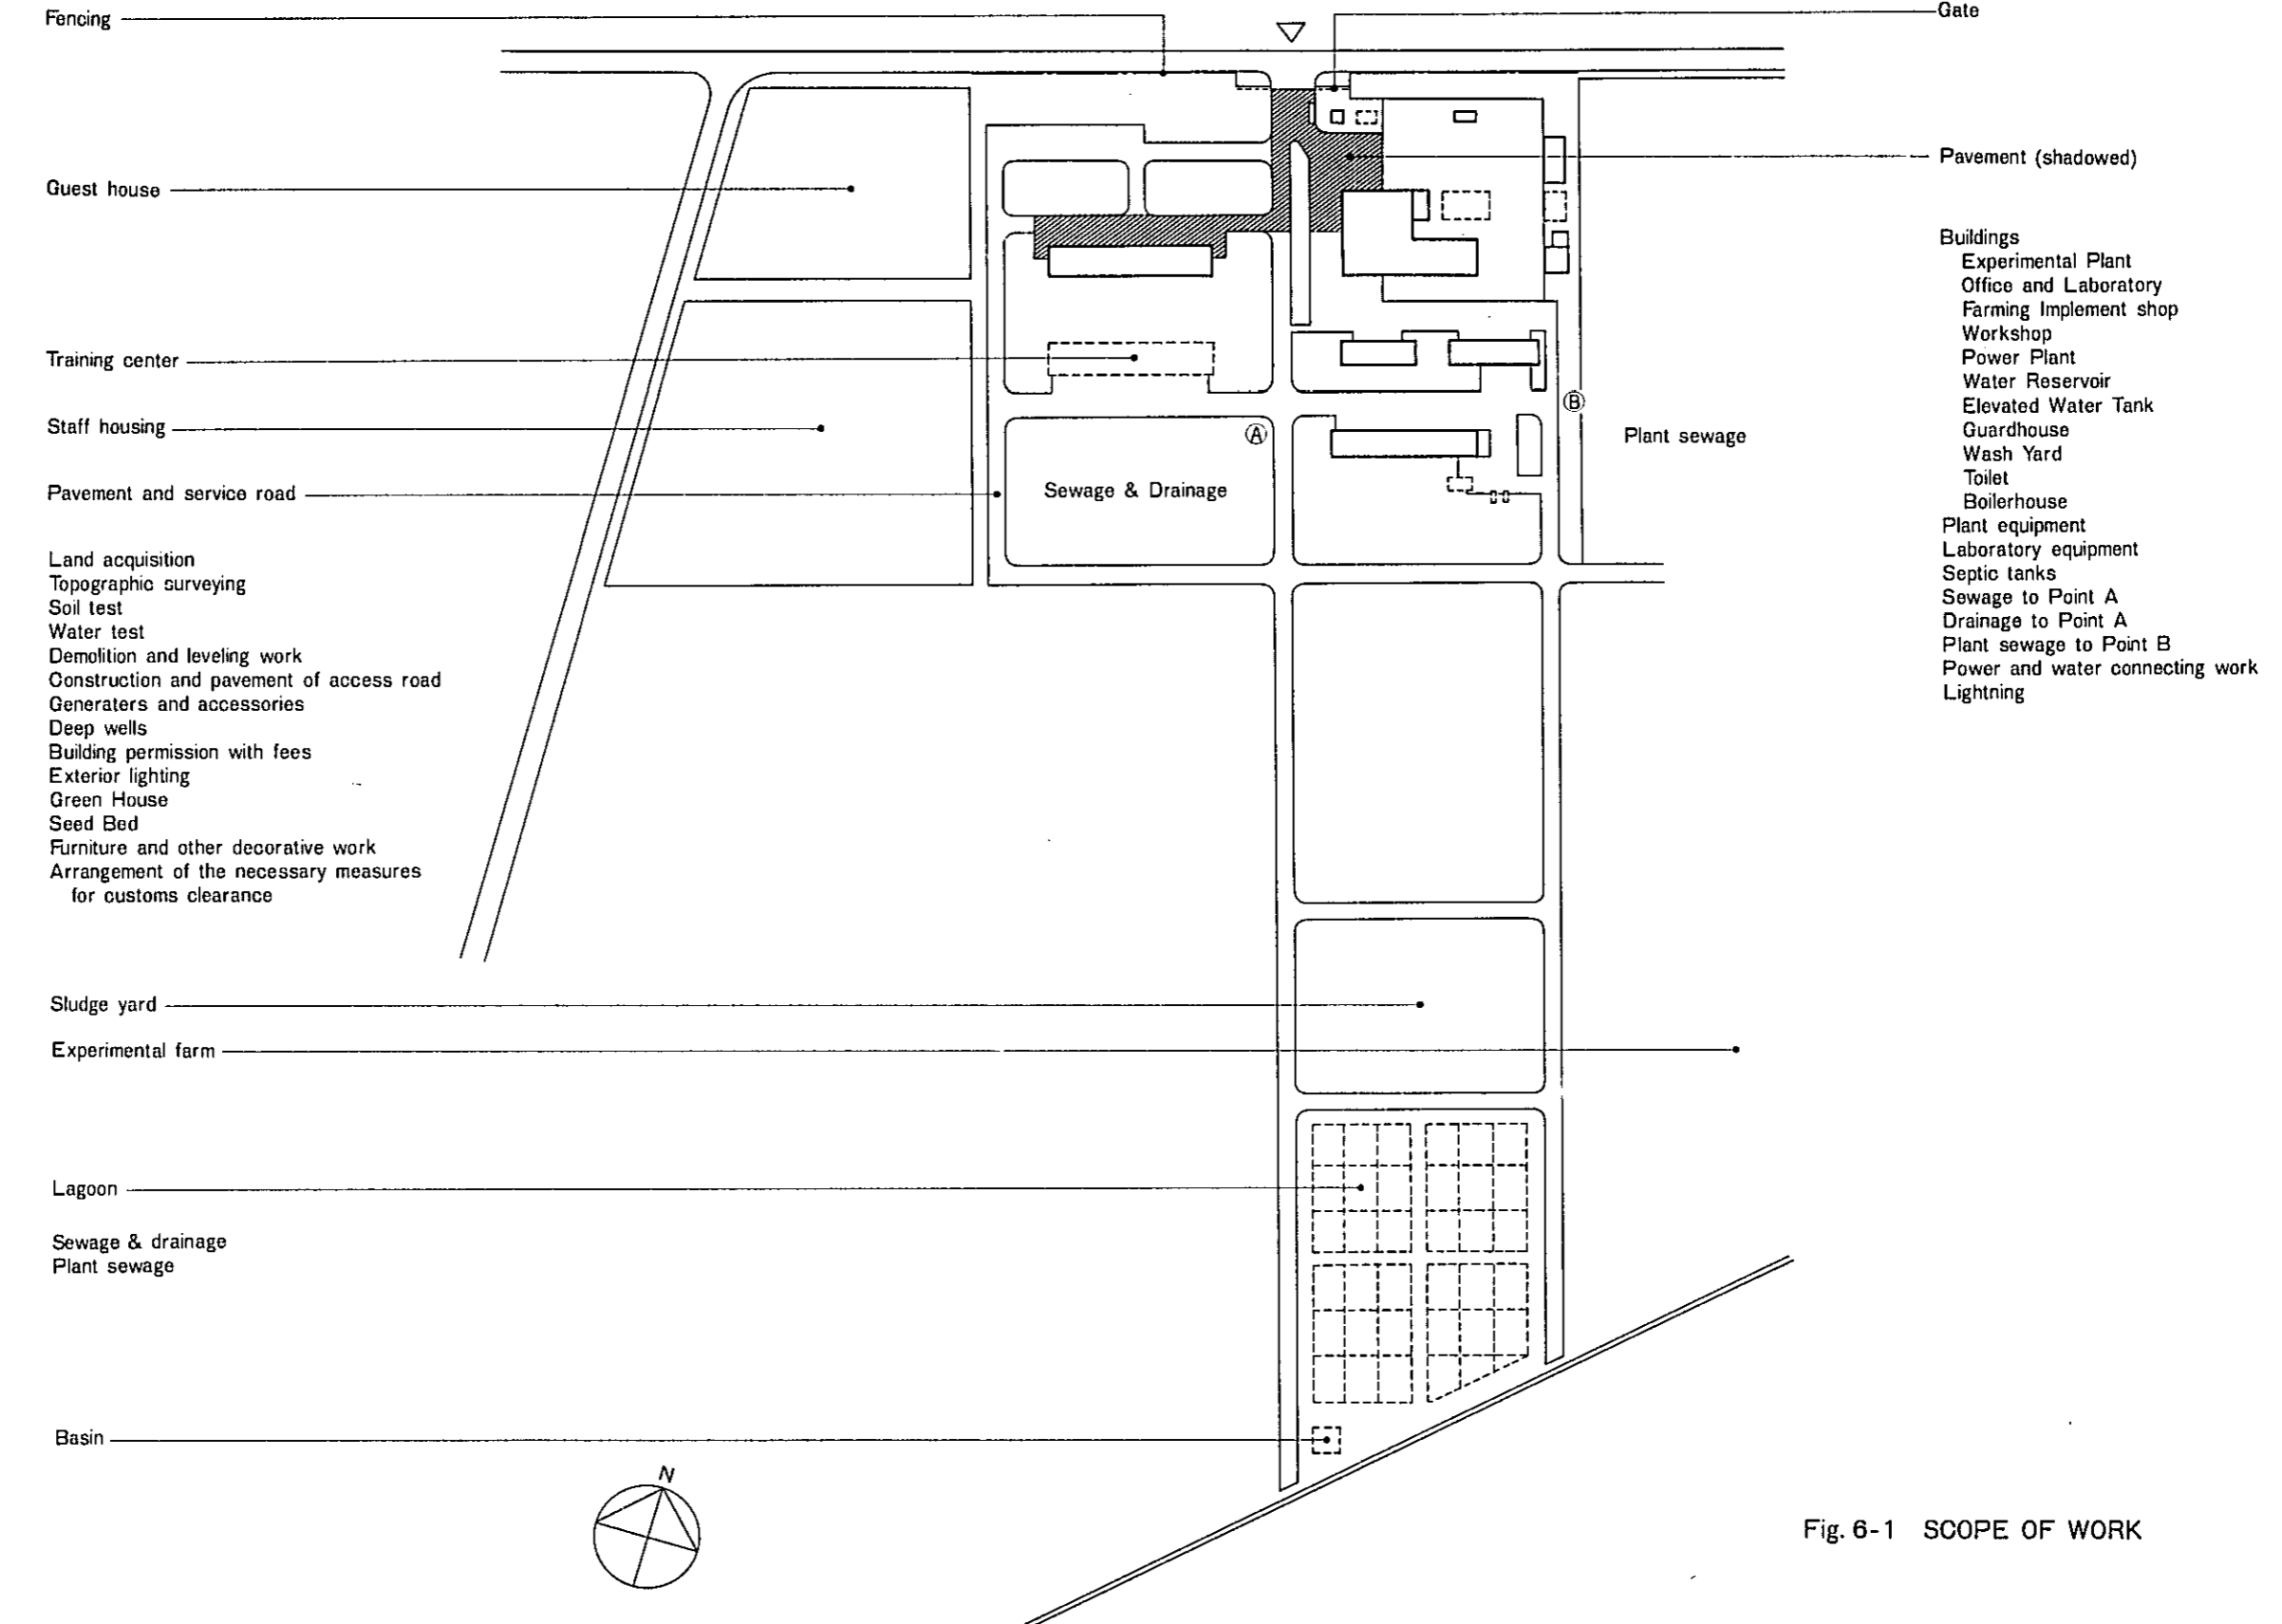 Fencing
Gate
Guest house
Pavement (shadowed)
Training center
Staff housing
Pavement and service road
Buildings
Experimental Plant
Office and Laboratory
Farming Implement shop
Workshop
Power Plant
Water Reservoir
Elevated Water Tank
Guardhouse
Wash Yard
Toilet
Boilerhouse
Plant equipment
Laboratory equipment
Septic tanks
Sewage to Point A
Drainage to Point A
Plant sewage to Point B
Power and water connecting work
Lightning
A
B
Plant sewage
Sewage & Drainage
Land acquisition
Topographic surveying
Soil test
Water test
Demolition and leveling work
Construction and pavement of access road
Generaters and accessories
Deep wells
Building permission with fees
Exterior lighting
Green House
Seed Bed
Furniture and other decorative work
Arrangement of the necessary measures
for customs clearance
Sludge yard
Experimental farm
Lagoon
Sewage & drainage
Plant sewage
Basin
N
Fig. 6-1 SCOPE OF WORK